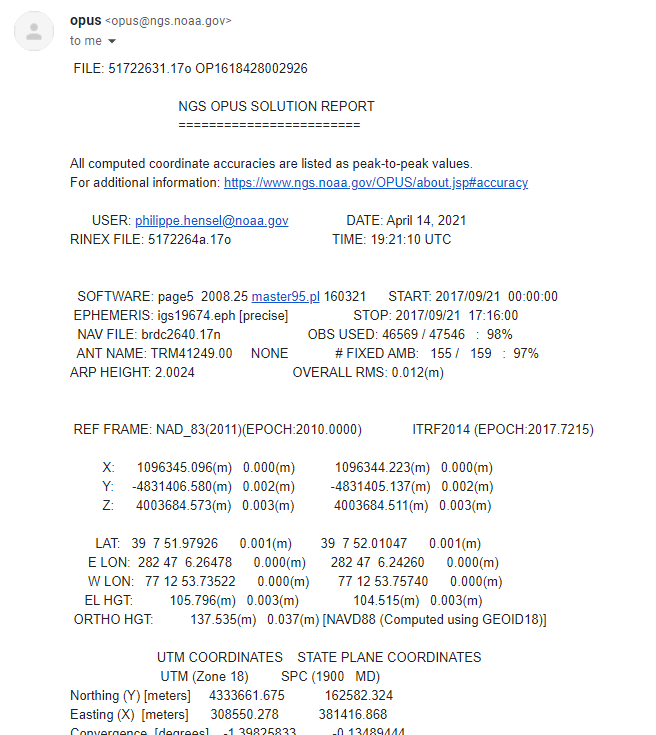 opus <opus@ngs.noaa.gov>
to me
FILE: 51722631.17o OP1618428002926
NGS OPUS SOLUTION REPORT
========================
All computed coordinate accuracies are listed as peak-to-peak values.
For additional information: https://www.ngs.noaa.gov/OPUS/about.jsp#accuracy
USER: philippe.hensel@noaa.gov DATE: April 14, 2021
RINEX FILE: 5172264a.17o TIME: 19:21:10 UTC
SOFTWARE: page5 2008.25 master95.pl 160321 START: 2017/09/21 00:00:00
EPHEMERIS: igs19674.eph [precise] STOP: 2017/09/21 17:16:00
NAV FILE: brdc2640.17n OBS USED: 46569 / 47546 : 98%
ANT NAME: TRM41249.00 NONE # FIXED AMB: 155 / 159 : 97%
ARP HEIGHT: 2.0024 OVERALL RMS: 0.012(m)
REF FRAME: NAD_83(2011)(EPOCH:2010.0000) ITRF2014 (EPOCH:2017.7215)
X: 1096345.096(m) 0.000(m) 1096344.223(m) 0.000(m)
Y: -4831406.580(m) 0.002(m) -4831405.137(m) 0.002(m)
Z: 4003684.573(m) 0.003(m) 4003684.511(m) 0.003(m)
LAT: 39 7 51.97926 0.001(m) 39 7 52.01047 0.001(m)
E LON: 282 47 6.26478 0.000(m) 282 47 6.24260 0.000(m)
W LON: 77 12 53.73522 0.000(m) 77 12 53.75740 0.000(m)
EL HGT: 105.796(m) 0.003(m) 104.515(m) 0.003(m)
ORTHO HGT: 137.535(m) 0.037(m) [NAVD88 (Computed using GEOID18)]
UTM COORDINATES STATE PLANE COORDINATES
UTM (Zone 18) SPC (1900 MD)
Northing (Y) [meters] 4333661.675 162582.324
Easting (X) [meters] 308550.278 381416.868
Convergence [degrees] -1.39825833 -0.13489444